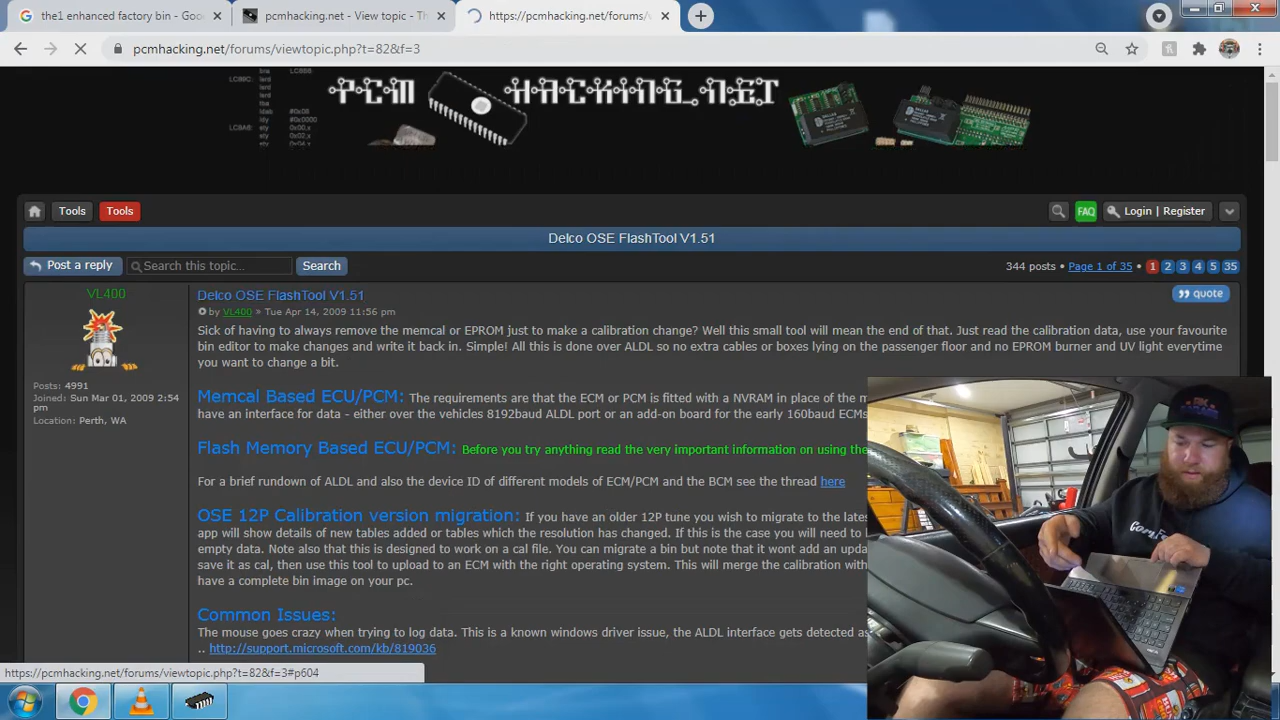 the1 enhanced factory bin - Goo
pcmhacking.net - View topic - Th
https://pcmhacking.net/forums/v
pcmhacking.net/forums/viewtopic.php?t=82&f=3
PCM HACKING.NET
Tools
Tools
FAQ
Login | Register
Delco OSE FlashTool V1.51
Post a reply
Search this topic…
Search
344 posts • Page 1 of 35 • 1 2 3 4 5 35
VL400
Posts: 4991
Joined: Sun Mar 01, 2009 2:54
pm
Location: Perth, WA
Delco OSE FlashTool V1.51
quote
by VL400 » Tue Apr 14, 2009 11:56 pm
Sick of having to always remove the memcal or EPROM just to make a calibration change? Well this small tool will mean the end of that. Just read the calibration data, use your favourite
bin editor to make changes and write it back in. Simple! All this is done over ALDL so no extra cables or boxes lying on the passenger floor and no EPROM burner and UV light everytime
you want to change a bit.
Memcal Based ECU/PCM: The requirements are that the ECM or PCM is fitted with a NVRAM in place of the m
have an interface for data - either over the vehicles 8192baud ALDL port or an add-on board for the early 160baud ECMs
Flash Memory Based ECU/PCM: Before you try anything read the very important information on using the
For a brief rundown of ALDL and also the device ID of different models of ECM/PCM and the BCM see the thread here
OSE 12P Calibration version migration: If you have an older 12P tune you wish to migrate to the lates
app will show details of new tables added or tables which the resolution has changed. If this is the case you will need to l
empty data. Note also that this is designed to work on a cal file. You can migrate a bin but note that it wont add an upda
save it as cal, then use this tool to upload to an ECM with the right operating system. This will merge the calibration with
have a complete bin image on your pc.
Common Issues:
The mouse goes crazy when trying to log data. This is a known windows driver issue, the ALDL interface gets detected as
.. http://support.microsoft.com/kb/819036
https://pcmhacking.net/forums/viewtopic.php?t=82&f=3#p604